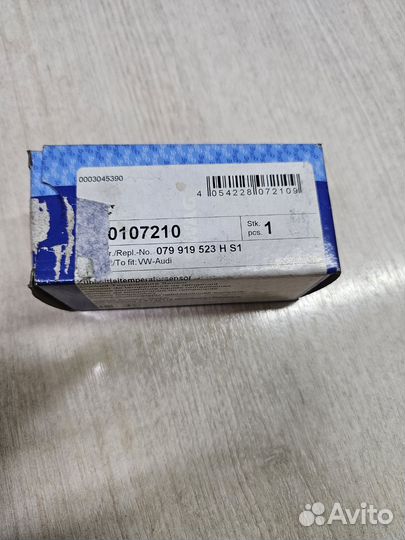 0003045390
4 054228 072109
0107210
Stk.
pcs. 1
r./Repl.-No. 079 919 523 H S1
/To fit: VW-Audi
Avito